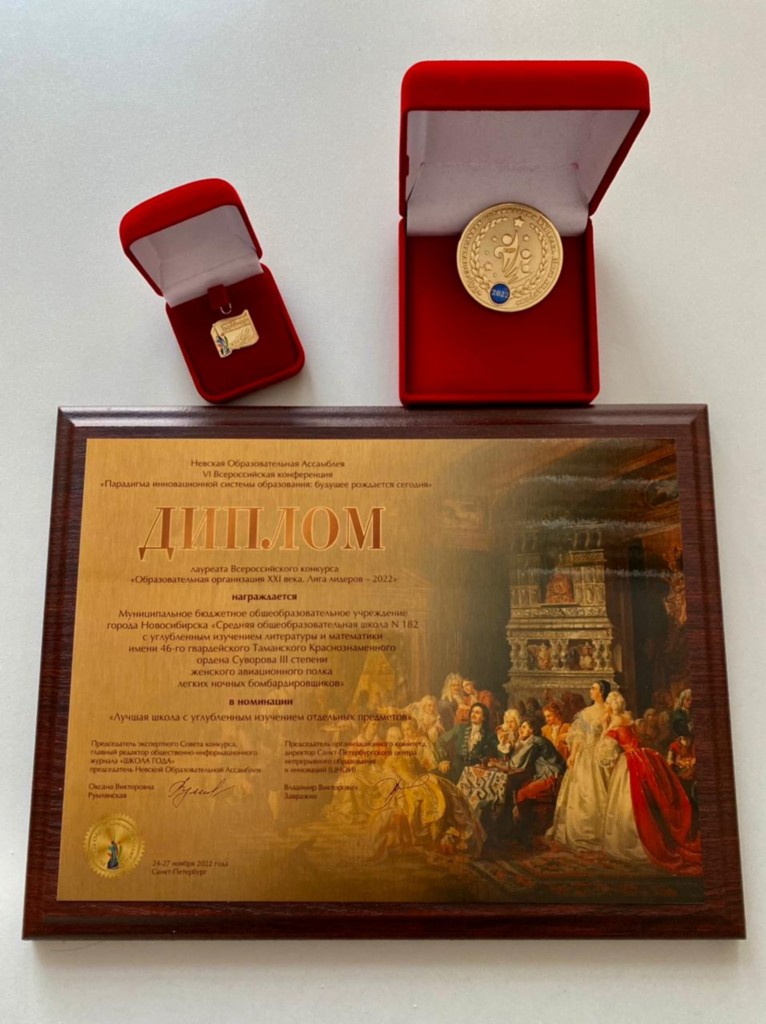 2022
Невская Образовательная Ассамблея
VI Всероссийская конференция
«Парадигма инновационной системы образования: будущее рождается сегодня»
ДИПЛОМ
лауреата Всероссийского конкурса
«Образовательная организация XXI века. Лига лидеров – 2022»
награждается
Муниципальное бюджетное общеобразовательное учреждение
города Новосибирска «Средняя общеобразовательная школа N 182
с углубленным изучением литературы и математики
имени 46-го гвардейского Таманского Краснознаменного
ордена Суворова III степени
женского авиационного полка
легких ночных бомбардировщиков»
в номинации
«Лучшая школа с углубленным изучением отдельных предметов»
Председатель экспертного Совета конкурса,
главный редактор общественно-информационного
журнала «ШКОЛА ГОДА»
председатель Невской Образовательной Ассамблеи
Оксана Викторовна
Румянская
Председатель организационного комитета,
директор Санкт-Петербургского центра
непрерывного образования
и инноваций (ЦНОИ)
Владимир Викторович
Завражин
24-27 ноября 2022 года
Санкт-Петербург